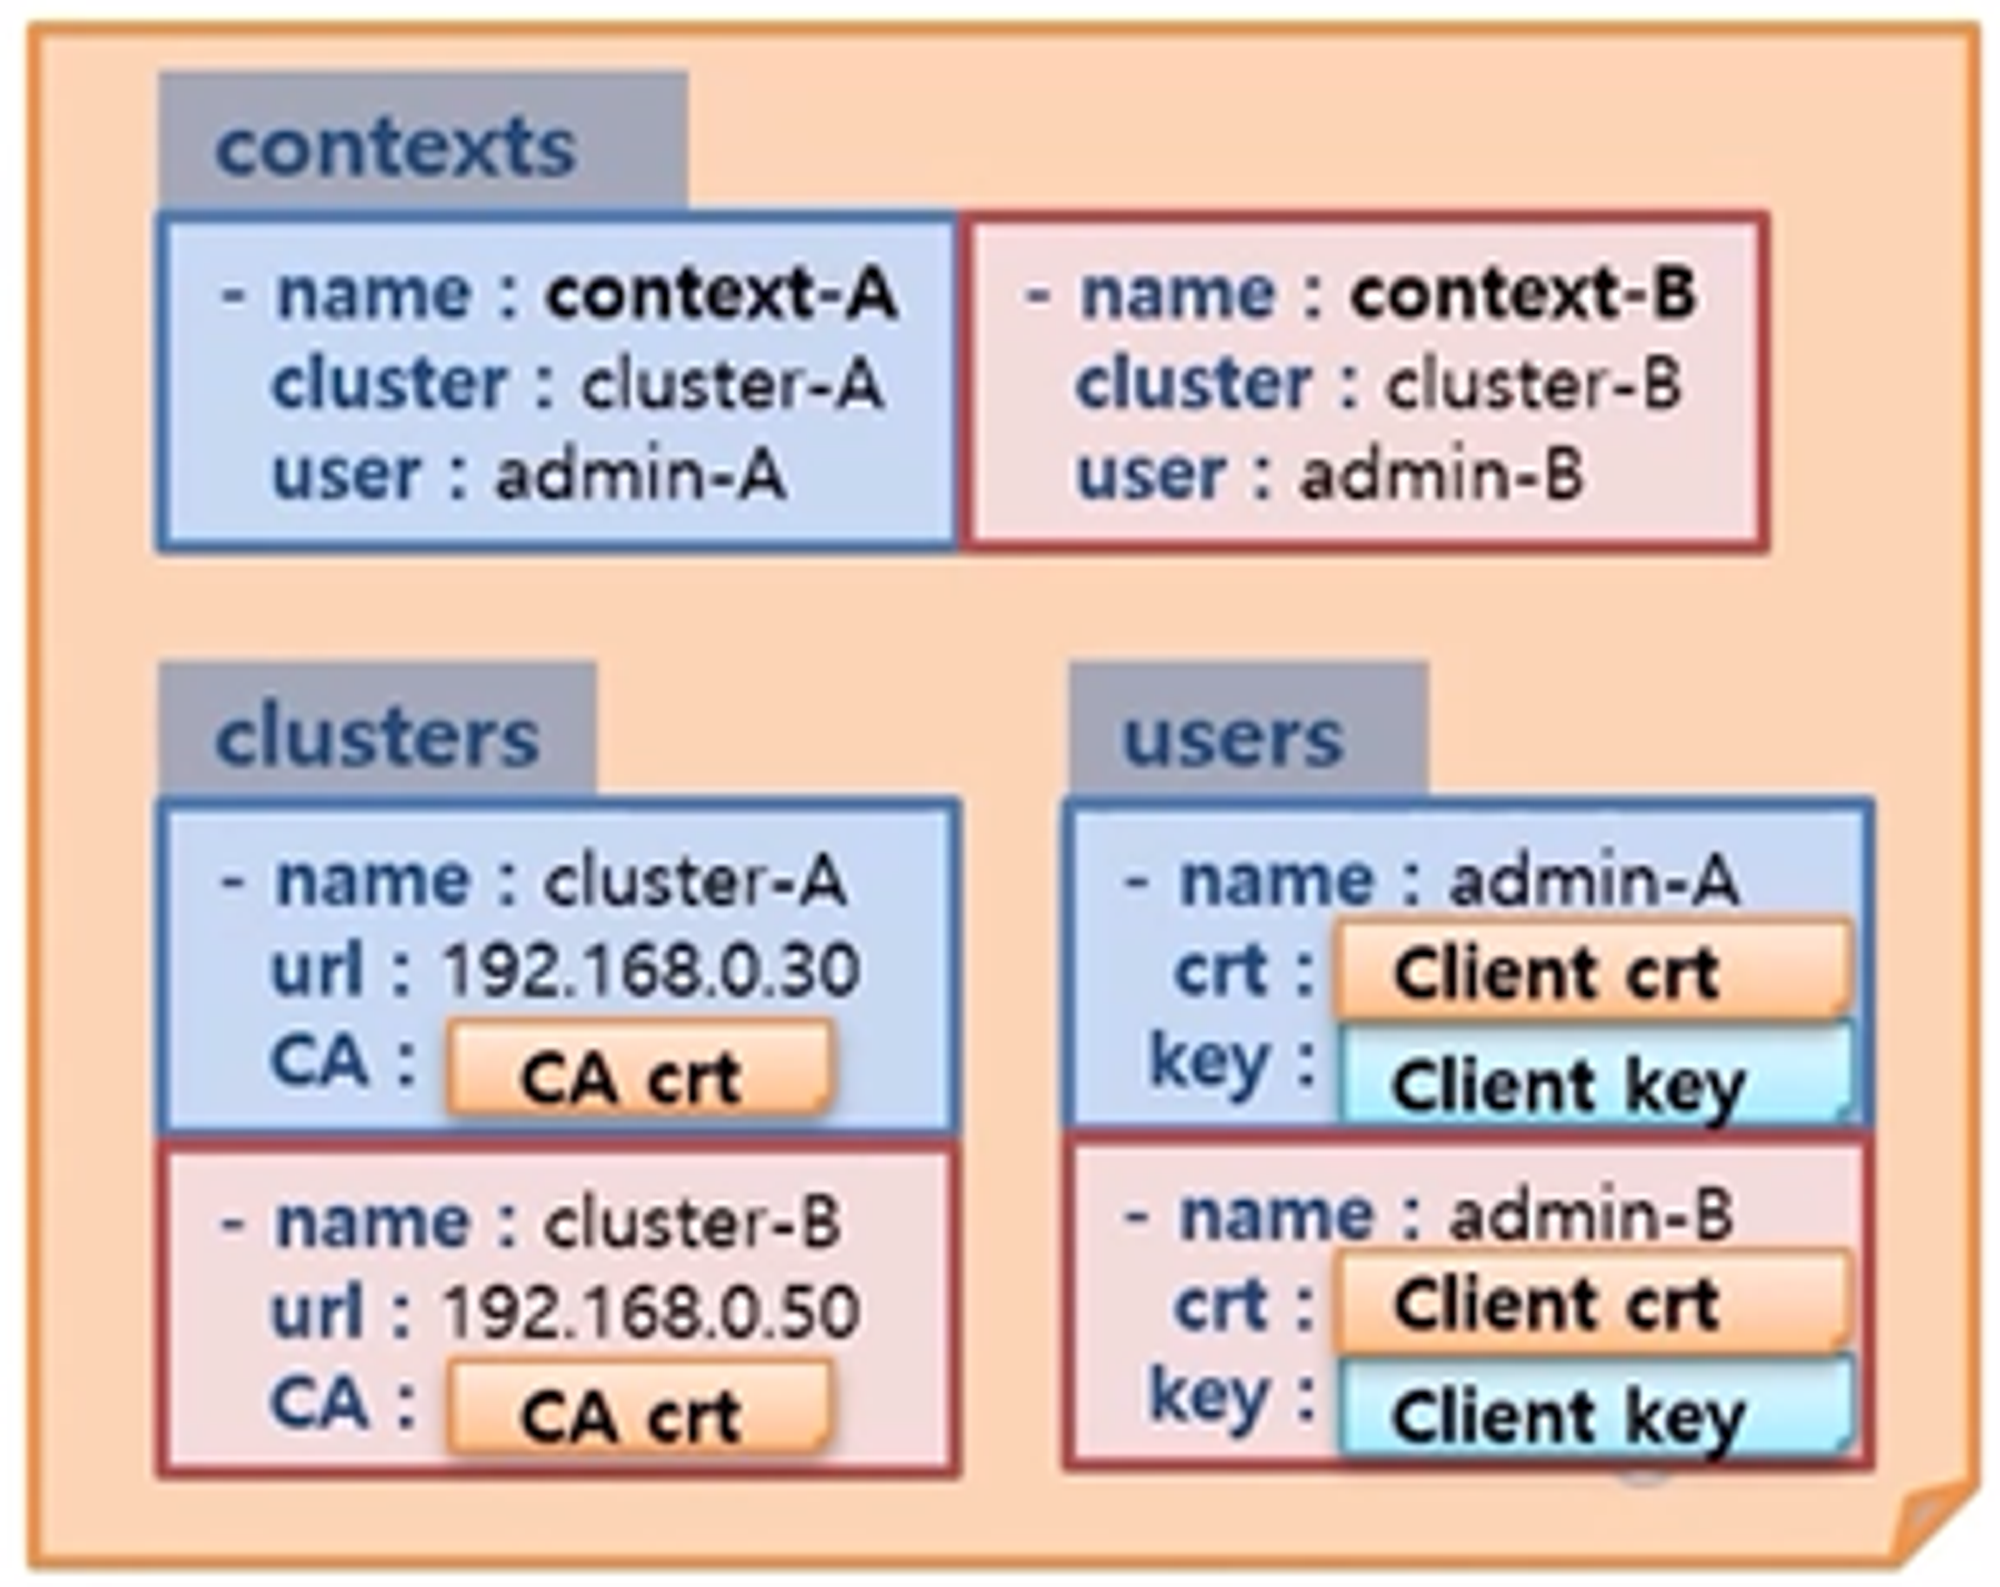 contexts
- name : context-A
cluster : cluster-A
user : admin-A
- name : context-B
cluster : cluster-B
user : admin-B
clusters
- name : cluster-A
url : 192.168.0.30
CA : CA crt
- name : cluster-B
url : 192.168.0.50
CA : CA crt
users
- name : admin-A
crt : Client crt
key : Client key
- name : admin-B
crt : Client crt
key : Client key